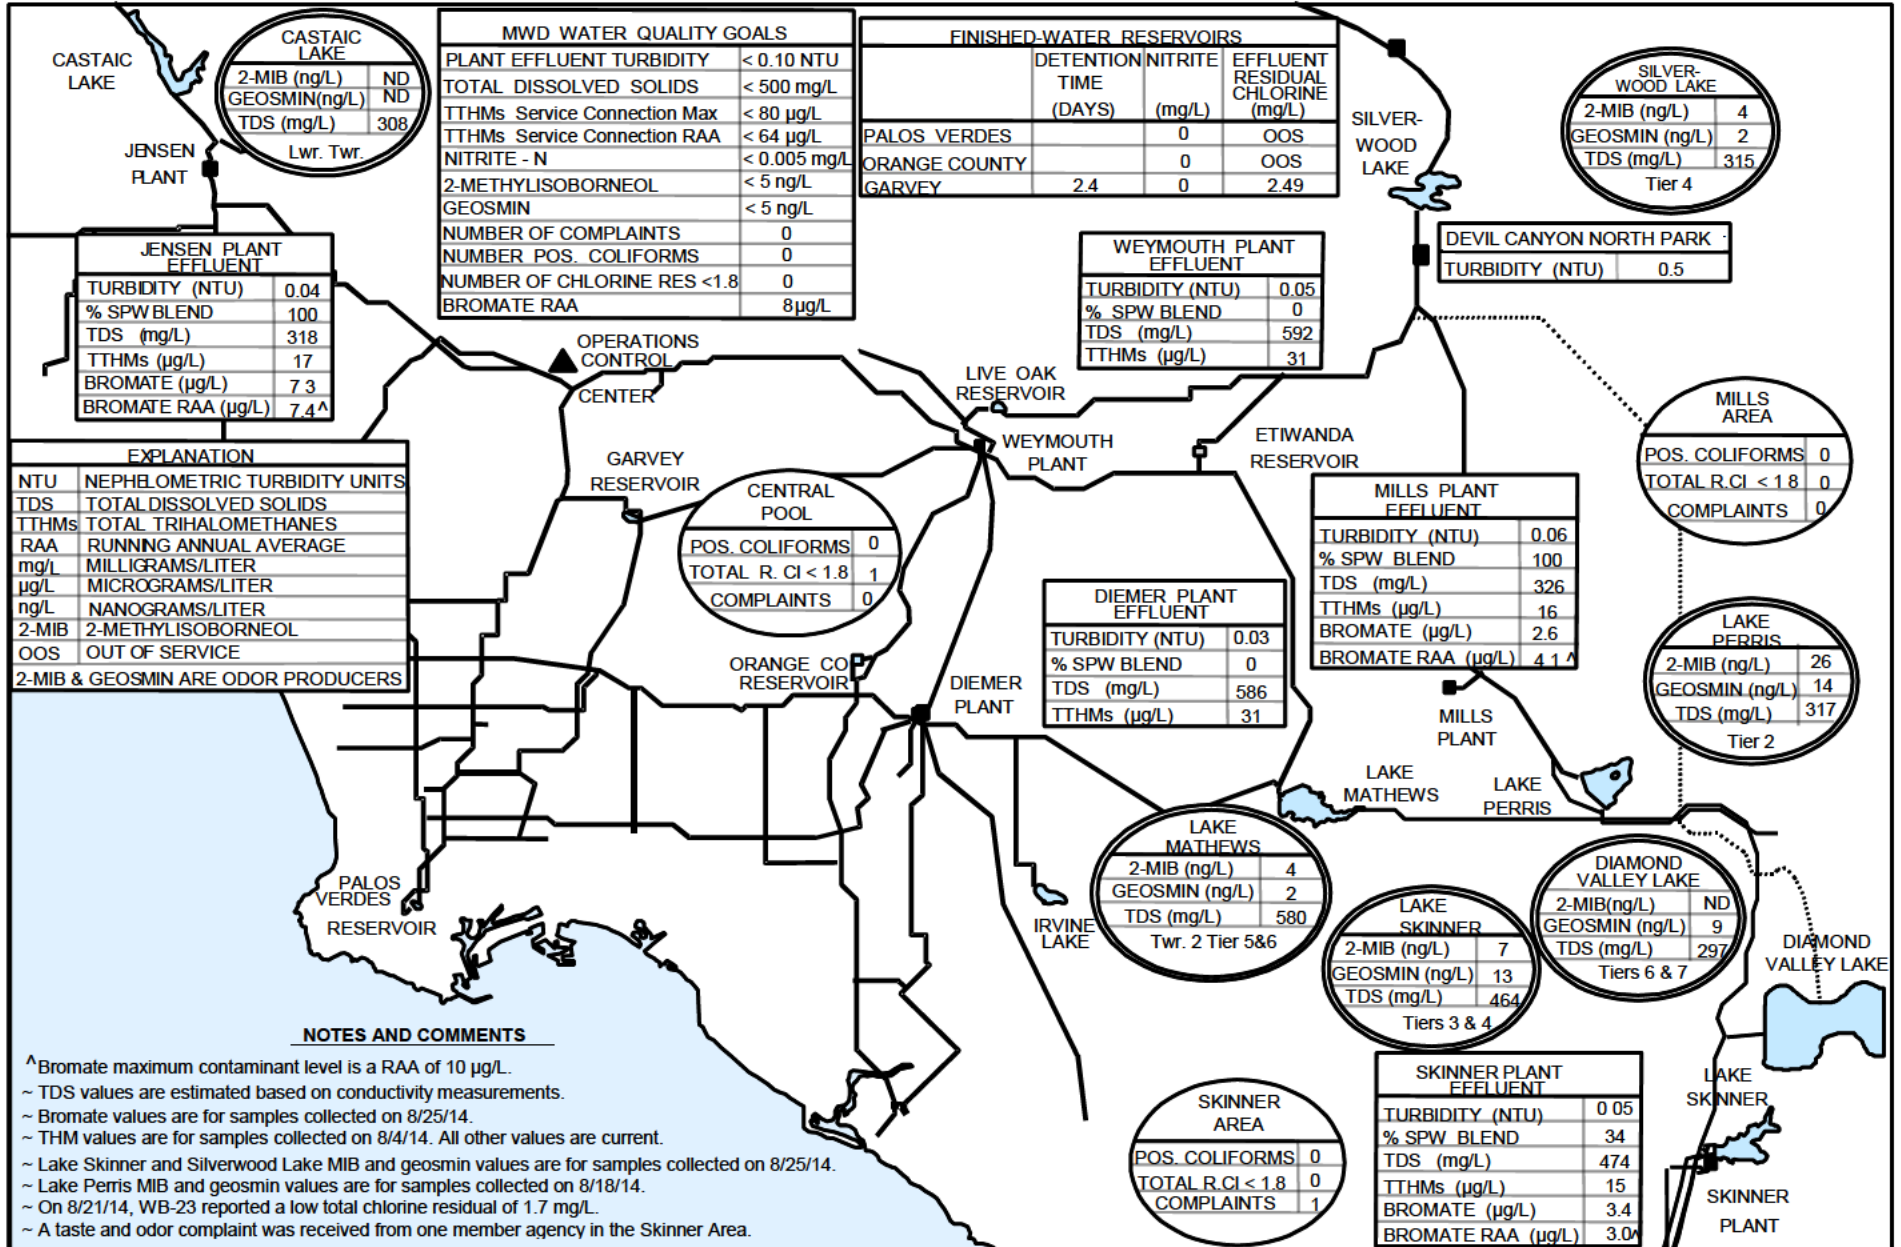 CASTAIC
LAKE
CASTAIC
LAKE
2-MIB (ng/L) ND
GEOSMIN(ng/L) ND
TDS (mg/L) 308
Lwr. Twr.
JENSEN
PLANT
MWD WATER QUALITY GOALS
PLANT EFFLUENT TURBIDITY < 0.10 NTU
TOTAL DISSOLVED SOLIDS < 500 mg/L
TTHMs Service Connection Max < 80 µg/L
TTHMs Service Connection RAA < 64 µg/L
NITRITE - N < 0.005 mg/L
2-METHYLISOBORNEOL < 5 ng/L
GEOSMIN < 5 ng/L
NUMBER OF COMPLAINTS 0
NUMBER POS. COLIFORMS 0
NUMBER OF CHLORINE RES <1.8 0
BROMATE RAA 8µg/L
FINISHED-WATER RESERVOIRS
DETENTION NITRITE EFFLUENT
TIME RESIDUAL
CHLORINE
(DAYS) (mg/L) (mg/L)
PALOS VERDES 0 OOS
ORANGE COUNTY 0 OOS
GARVEY 2.4 0 2.49
SILVER-
WOOD
LAKE
SILVER-
WOOD LAKE
2-MIB (ng/L) 4
GEOSMIN (ng/L) 2
TDS (mg/L) 315
Tier 4
DEVIL CANYON NORTH PARK
TURBIDITY (NTU) 0.5
JENSEN PLANT
EFFLUENT
TURBIDITY (NTU) 0.04
% SPW BLEND 100
TDS (mg/L) 318
TTHMs (µg/L) 17
BROMATE (µg/L) 7 3
BROMATE RAA (µg/L) 7.4^
WEYMOUTH PLANT
EFFLUENT
TURBIDITY (NTU) 0.05
% SPW BLEND 0
TDS (mg/L) 592
TTHMs (µg/L) 31
OPERATIONS
CONTROL
CENTER
LIVE OAK
RESERVOIR
WEYMOUTH
PLANT
ETIWANDA
RESERVOIR
GARVEY
RESERVOIR
MILLS
AREA
POS. COLIFORMS 0
TOTAL R.Cl < 1 8 0
COMPLAINTS 0
EXPLANATION
NTU NEPHELOMETRIC TURBIDITY UNITS
TDS TOTAL DISSOLVED SOLIDS
TTHMs TOTAL TRIHALOMETHANES
RAA RUNNING ANNUAL AVERAGE
mg/L MILLIGRAMS/LITER
µg/L MICROGRAMS/LITER
ng/L NANOGRAMS/LITER
2-MIB 2-METHYLISOBORNEOL
OOS OUT OF SERVICE
2-MIB & GEOSMIN ARE ODOR PRODUCERS
CENTRAL
POOL
POS. COLIFORMS 0
TOTAL R. Cl < 1.8 1
COMPLAINTS 0
MILLS PLANT
EFFLUENT
TURBIDITY (NTU) 0.06
% SPW BLEND 100
TDS (mg/L) 326
TTHMs (µg/L) 16
BROMATE (µg/L) 2.6
BROMATE RAA (µg/L) 4 1 ^
DIEMER PLANT
EFFLUENT
TURBIDITY (NTU) 0.03
% SPW BLEND 0
TDS (mg/L) 586
TTHMs (µg/L) 31
ORANGE CO
RESERVOIR
DIEMER
PLANT
MILLS
PLANT
LAKE
PERRIS
2-MIB (ng/L) 26
GEOSMIN (ng/L) 14
TDS (mg/L) 317
Tier 2
LAKE
MATHEWS
LAKE
PERRIS
LAKE
MATHEWS
2-MIB (ng/L) 4
GEOSMIN (ng/L) 2
TDS (mg/L) 580
Twr. 2 Tier 5&6
PALOS
VERDES
RESERVOIR
IRVINE
LAKE
LAKE
SKINNER
2-MIB (ng/L) 7
GEOSMIN (ng/L) 13
TDS (mg/L) 464
Tiers 3 & 4
DIAMOND
VALLEY LAKE
2-MIB(ng/L) ND
GEOSMIN (ng/L) 9
TDS (mg/L) 297
Tiers 6 & 7
DIAMOND
VALLEY LAKE
NOTES AND COMMENTS
^Bromate maximum contaminant level is a RAA of 10 µg/L.
~ TDS values are estimated based on conductivity measurements.
~ Bromate values are for samples collected on 8/25/14.
~ THM values are for samples collected on 8/4/14. All other values are current.
~ Lake Skinner and Silverwood Lake MIB and geosmin values are for samples collected on 8/25/14.
~ Lake Perris MIB and geosmin values are for samples collected on 8/18/14.
~ On 8/21/14, WB-23 reported a low total chlorine residual of 1.7 mg/L.
~ A taste and odor complaint was received from one member agency in the Skinner Area.
SKINNER
AREA
POS. COLIFORMS 0
TOTAL R.Cl < 1.8 0
COMPLAINTS 1
SKINNER PLANT
EFFLUENT
TURBIDITY (NTU) 0 05
% SPW BLEND 34
TDS (mg/L) 474
TTHMs (µg/L) 15
BROMATE (µg/L) 3.4
BROMATE RAA (µg/L) 3.0^
LAKE
SKINNER
SKINNER
PLANT